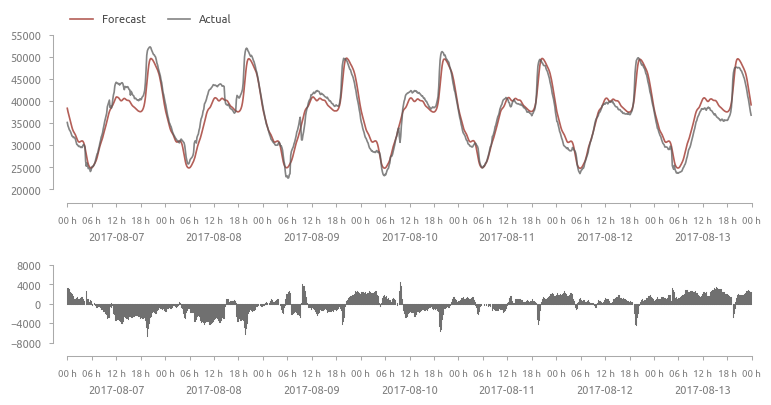 Forecast Actual
55000
50000
45000
40000
35000
30000
25000
20000
00 h 06 h 12 h 18 h 00 h 06 h 12 h 18 h 00 h 06 h 12 h 18 h 00 h 06 h 12 h 18 h 00 h 06 h 12 h 18 h 00 h 06 h 12 h 18 h 00 h 06 h 12 h 18 h 00 h
2017-08-07 2017-08-08 2017-08-09 2017-08-10 2017-08-11 2017-08-12 2017-08-13
8000
4000
0
−4000
−8000
00 h 06 h 12 h 18 h 00 h 06 h 12 h 18 h 00 h 06 h 12 h 18 h 00 h 06 h 12 h 18 h 00 h 06 h 12 h 18 h 00 h 06 h 12 h 18 h 00 h 06 h 12 h 18 h 00 h
2017-08-07 2017-08-08 2017-08-09 2017-08-10 2017-08-11 2017-08-12 2017-08-13